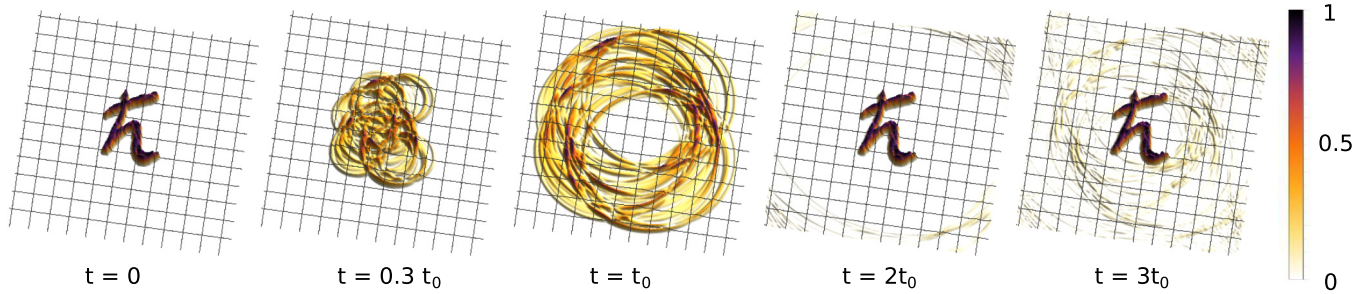 ħ ħ ħ
t = 0 t = 0.3 t₀ t = t₀ t = 2t₀ t = 3t₀
1
0.5
0